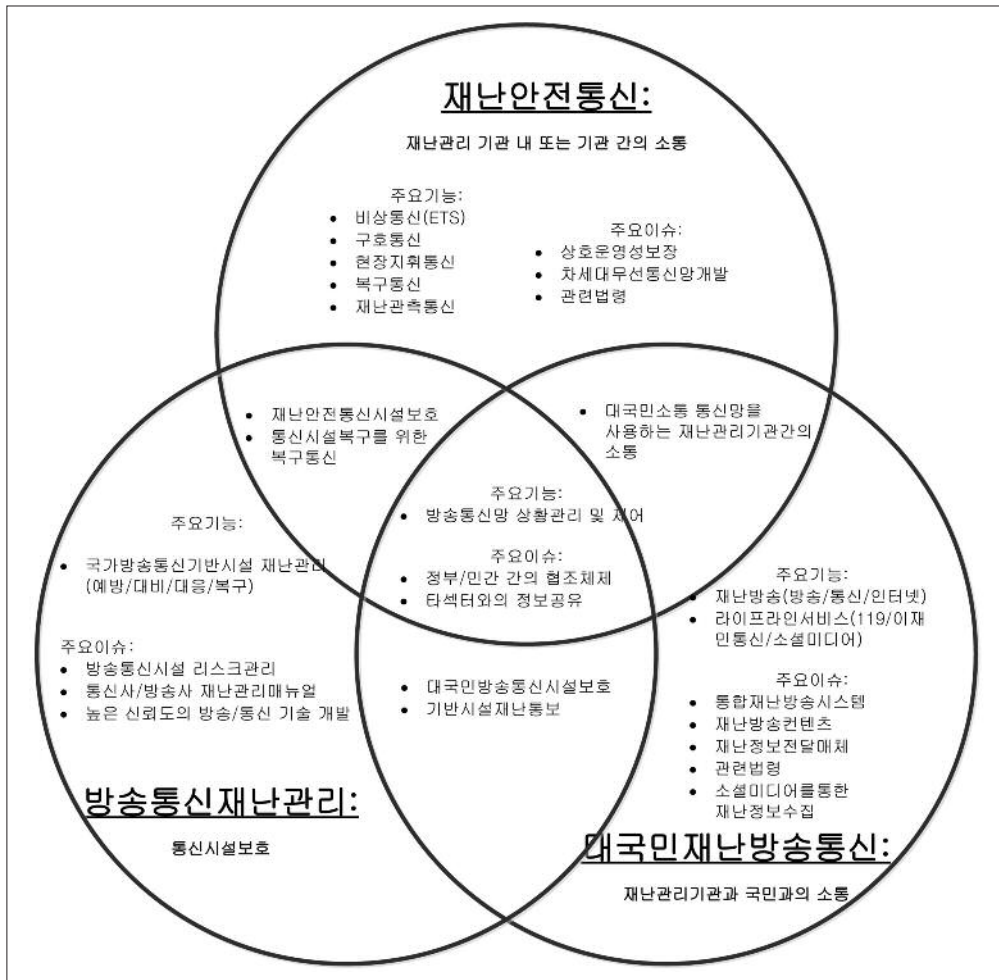 재난안전통신:
재난관리 기관 내 또는 기관 간의 소통
주요기능:
• 비상통신(ETS)
• 구호통신
• 현장지휘통신
• 복구통신
• 재난관측통신
주요이슈:
• 상호운영성보장
• 차세대무선통신망개발
• 관련법령
• 재난안전통신시설보호
• 통신시설복구를 위한
복구통신
• 대국민소통 통신망을
사용하는 재난관리기관간의
소통
주요기능:
• 방송통신망 상황관리 및 제어
주요이슈:
• 정부/민간 간의 협조체제
• 타섹터와의 정보공유
주요기능:
• 국가방송통신기반시설 재난관리
(예방/대비/대응/복구)
주요이슈:
• 방송통신시설 리스크관리
• 통신사/방송사 재난관리매뉴얼
• 높은 신뢰도의 방송/통신 기술 개발
방송통신재난관리:
통신시설보호
• 대국민방송통신시설보호
• 기반시설재난통보
주요기능:
• 재난방송(방송/통신/인터넷)
• 라이프라인서비스(119/이재
민통신/소셜미디어)
주요이슈:
• 통합재난방송시스템
• 재난방송컨텐츠
• 재난정보전달매체
• 관련법령
• 소셜미디어를통한
재난정보수집
대국민재난방송통신:
재난관리기관과 국민과의 소통